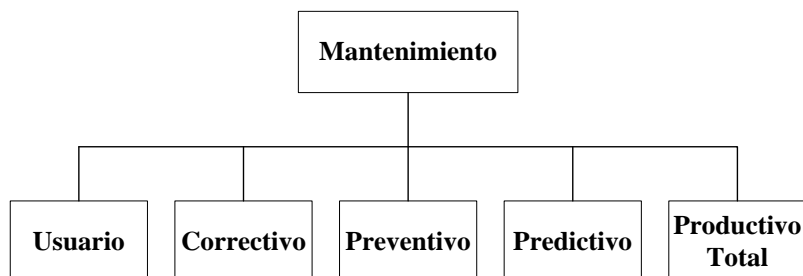 Mantenimiento
Usuario
Correctivo
Preventivo
Predictivo
Productivo
Total